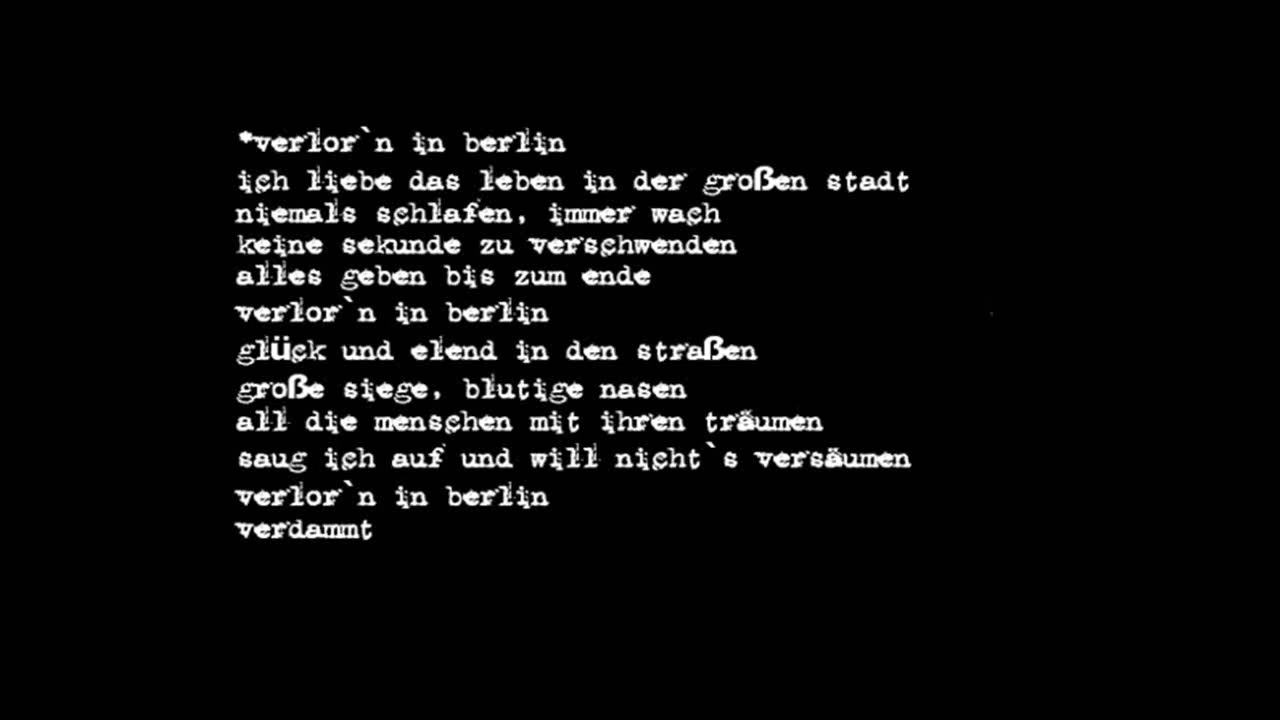 *verlor`n in berlin
ich liebe das leben in der großen stadt
niemals schlafen, immer wach
keine sekunde zu verschwenden
alles geben bis zum ende
verlor`n in berlin
glück und elend in den straßen
große siege, blutige nasen
all die menschen mit ihren träumen
saug ich auf und will nicht`s versäumen
verlor`n in berlin
verdammt